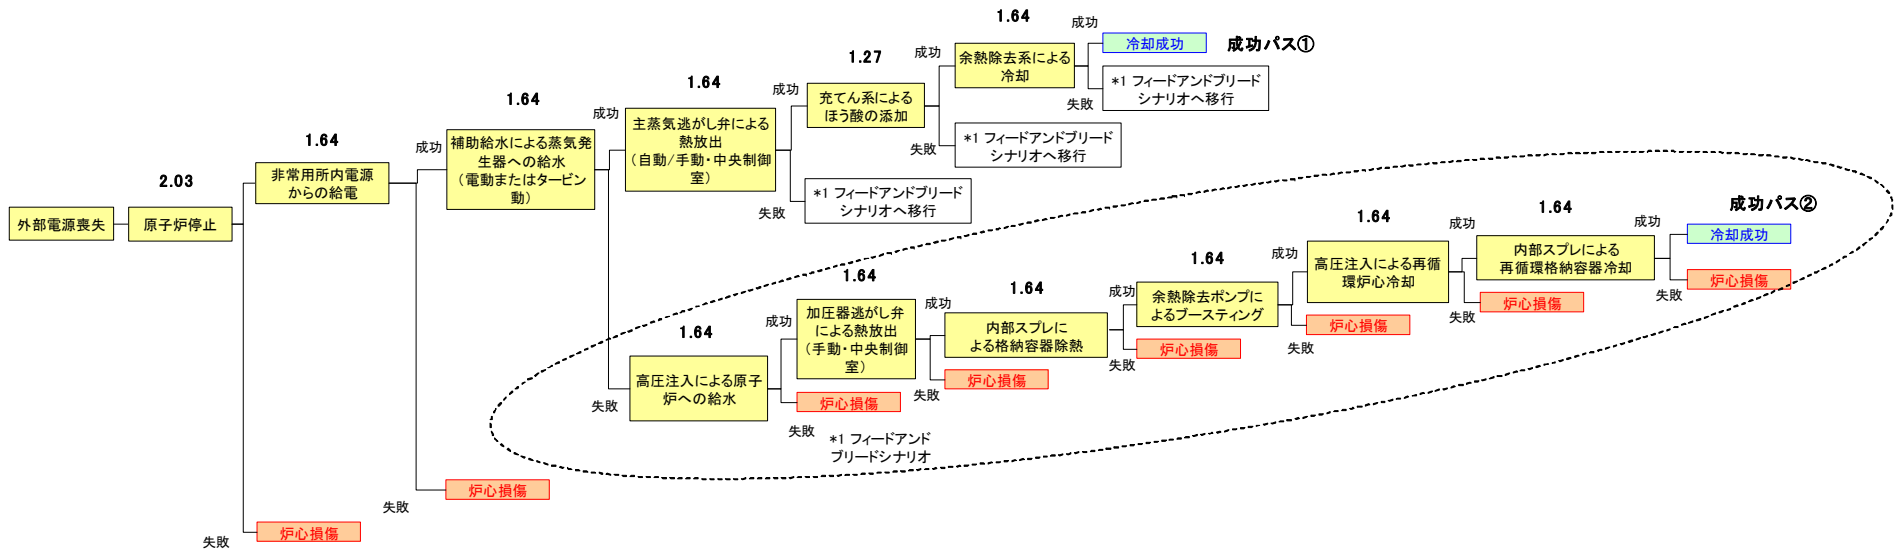 外部電源喪失
2.03
原子炉停止
失敗
炉心損傷
1.64
非常用所内電源
からの給電
成功
失敗
炉心損傷
1.64
補助給水による蒸気発
生器への給水
(電動またはタービン
動)
成功
失敗
1.64
主蒸気逃がし弁による
熱放出
(自動/手動・中央制御
室)
成功
失敗
*1 フィードアンドブリード
シナリオへ移行
1.27
充てん系による
ほう酸の添加
成功
失敗
*1 フィードアンドブリード
シナリオへ移行
1.64
余熱除去系による
冷却
成功
冷却成功
成功パス①
失敗
*1 フィードアンドブリード
シナリオへ移行
1.64
高圧注入による原子
炉への給水
成功
失敗
炉心損傷
*1 フィードアンド
ブリードシナリオ
1.64
加圧器逃がし弁
による熱放出
(手動・中央制御
室)
成功
失敗
炉心損傷
1.64
内部スプレに
よる格納容器除熱
成功
失敗
炉心損傷
1.64
余熱除去ポンプに
よるブースティング
成功
失敗
炉心損傷
1.64
高圧注入による再循
環炉心冷却
成功
失敗
炉心損傷
1.64
内部スプレによる
再循環格納容器冷却
成功
冷却成功
成功パス②
失敗
炉心損傷